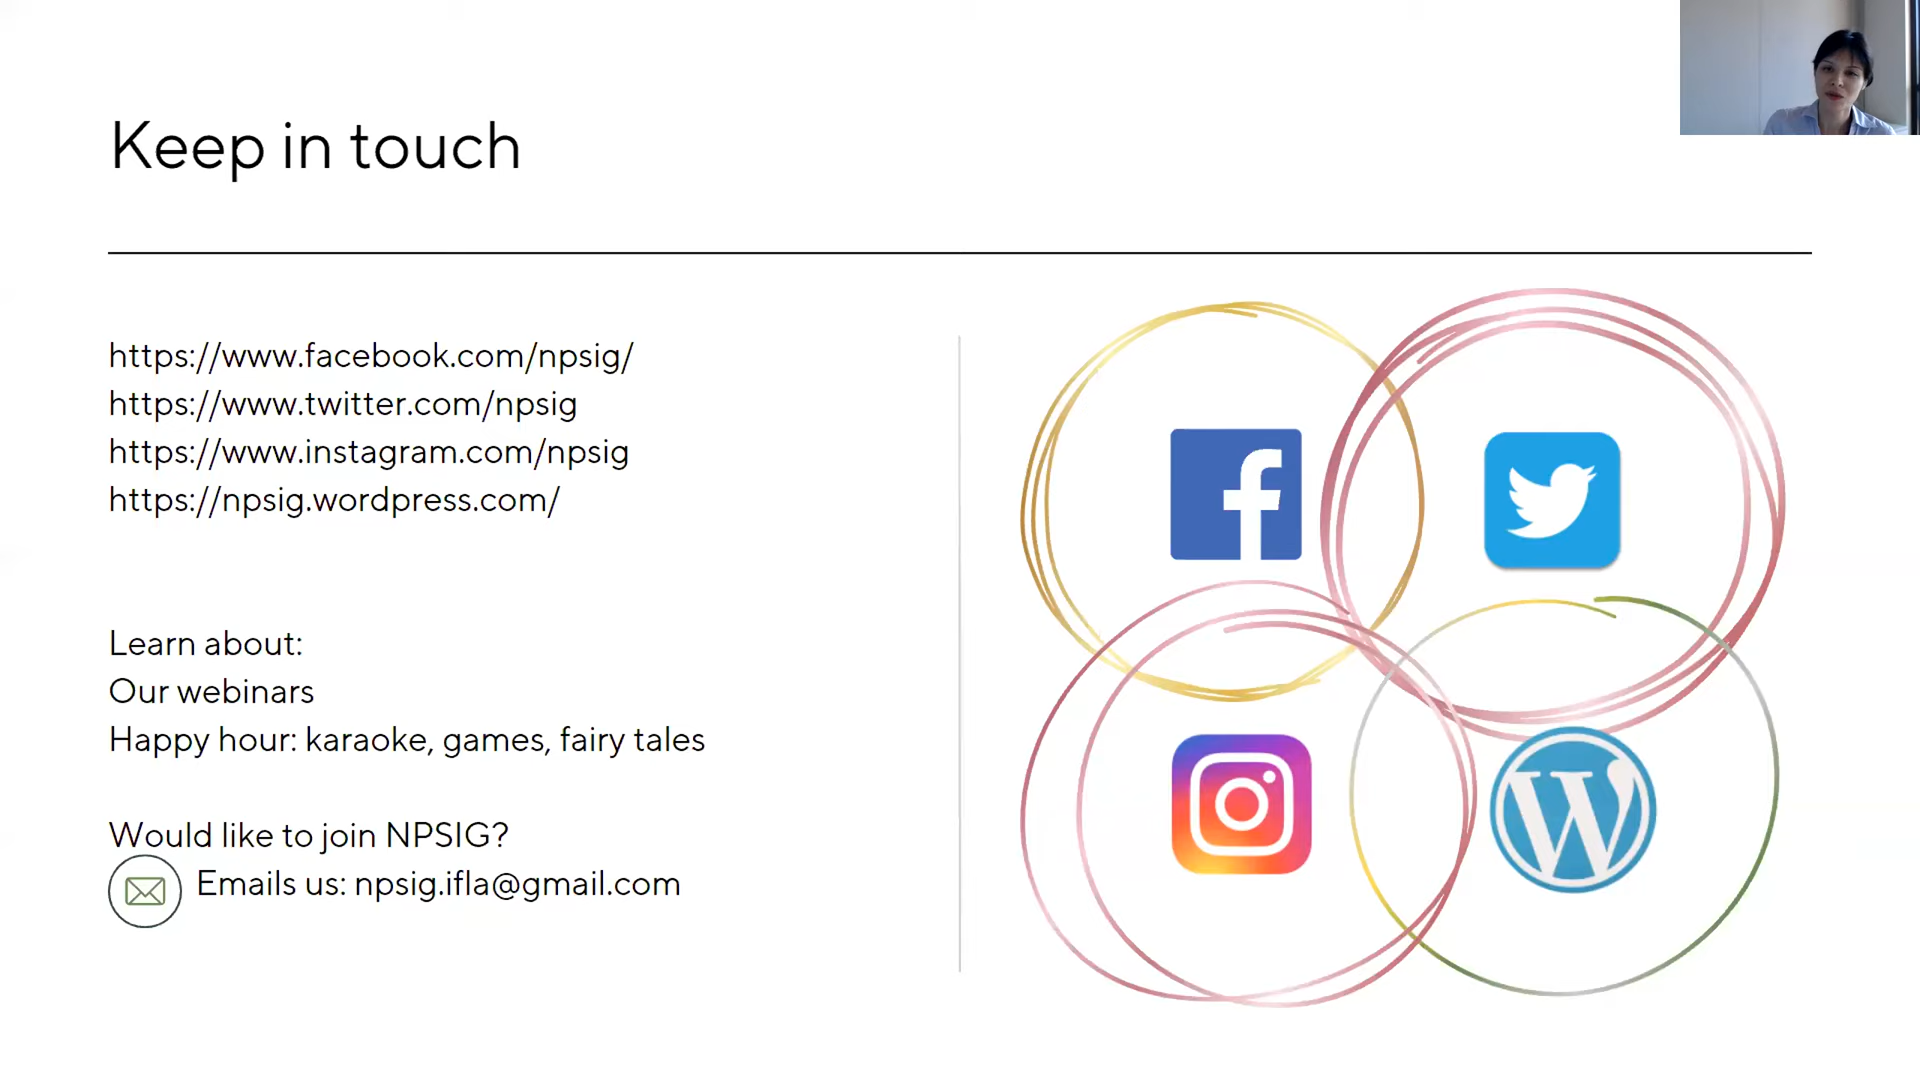 Keep in touch
https://www.facebook.com/npsig/
https://www.twitter.com/npsig
https://www.instagram.com/npsig
https://npsig.wordpress.com/
Learn about:
Our webinars
Happy hour: karaoke, games, fairy tales
Would like to join NPSIG?
Emails us: npsig.ifla@gmail.com